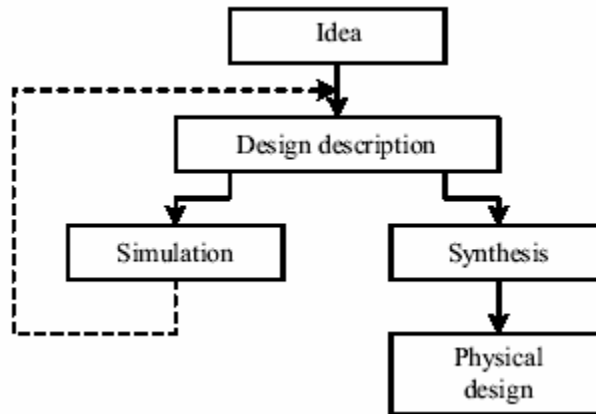 Idea
Design description
Simulation
Synthesis
Physical
design